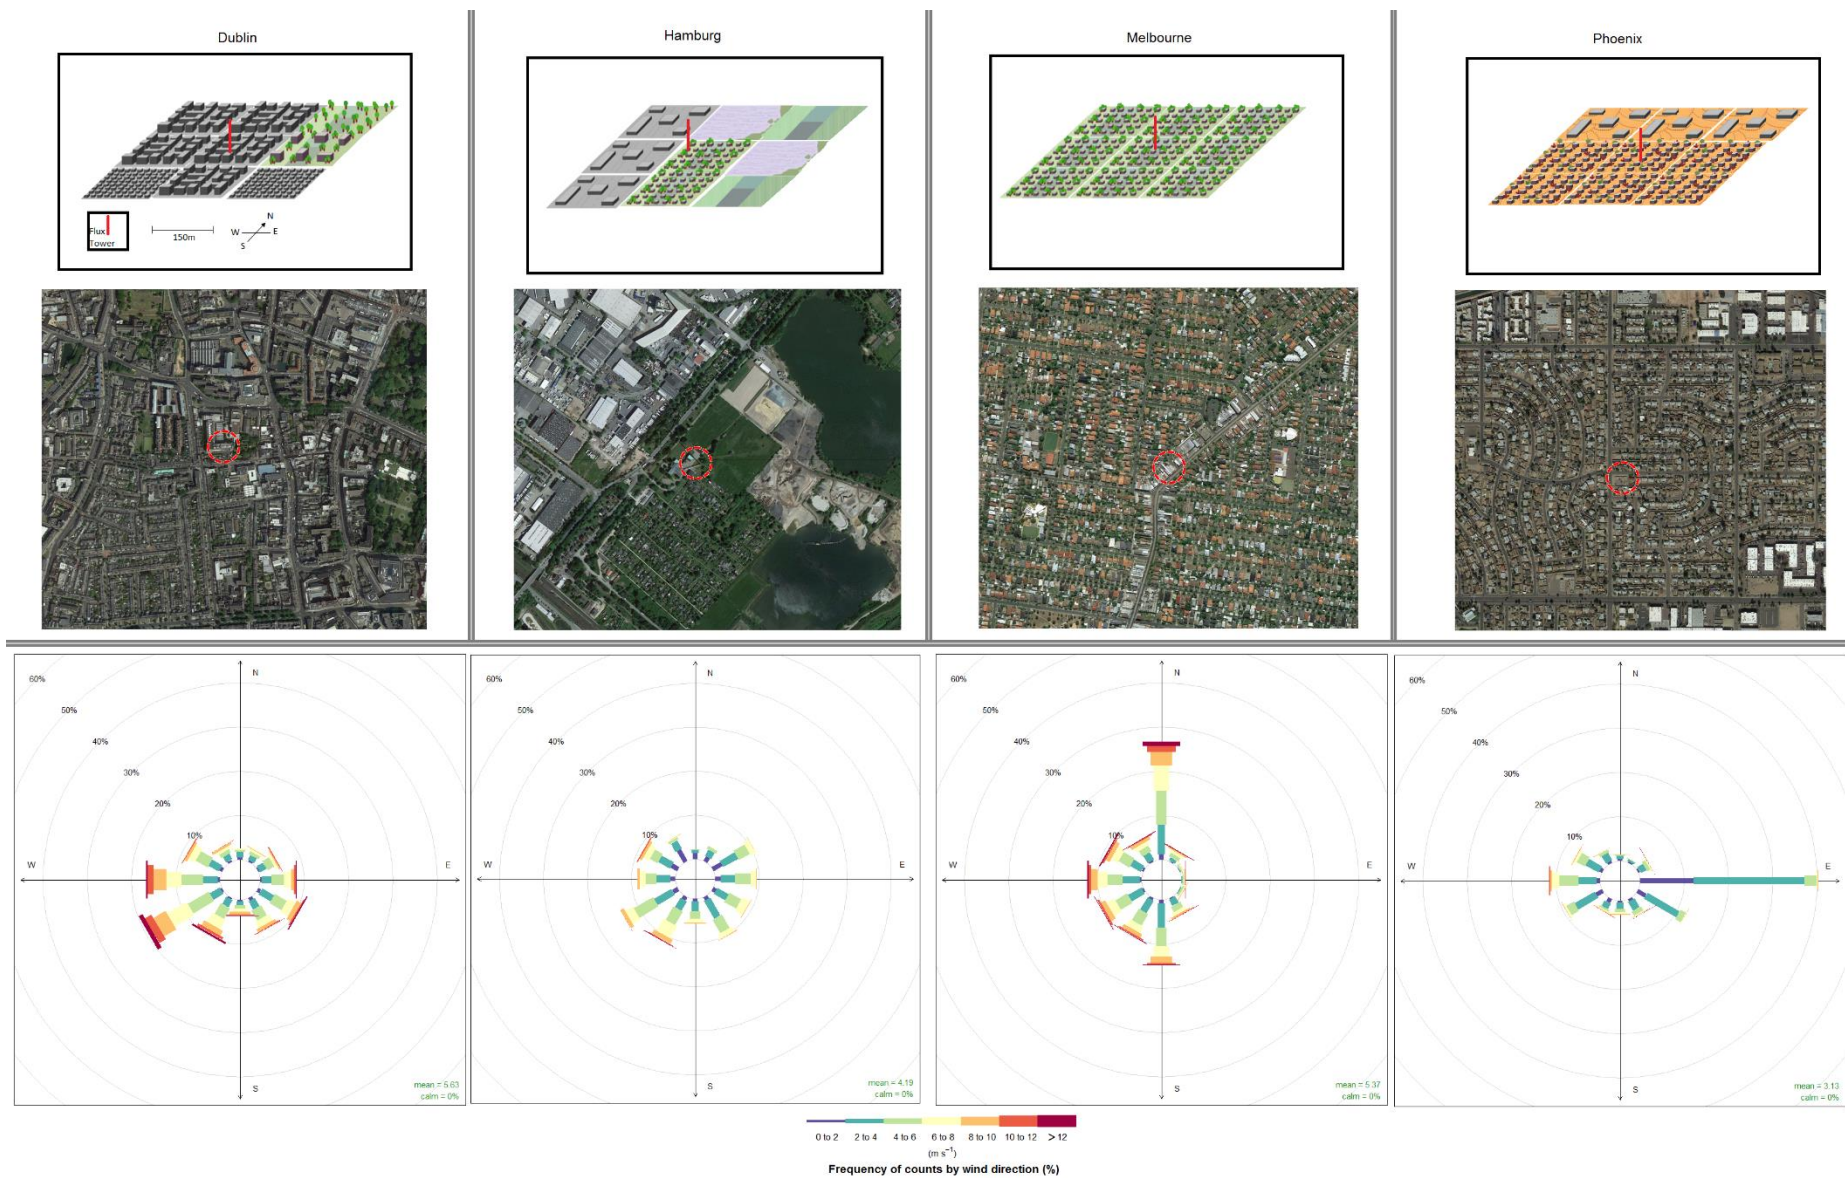 Dublin
Hamburg
Melbourne
Phoenix
Flux
Tower
150m
N
W E
S
60%
50%
40%
30%
20%
10%
N
W
E
S
mean = 5.63
calm = 0%
60%
50%
40%
30%
20%
10%
N
W
E
S
mean = 4.19
calm = 0%
60%
50%
40%
30%
20%
10%
N
W
E
S
mean = 5.37
calm = 0%
60%
50%
40%
30%
20%
10%
N
W
E
S
mean = 3.13
calm = 0%
0 to 2 2 to 4 4 to 6 6 to 8 8 to 10 10 to 12 > 12
(m s⁻¹)
Frequency of counts by wind direction (%)